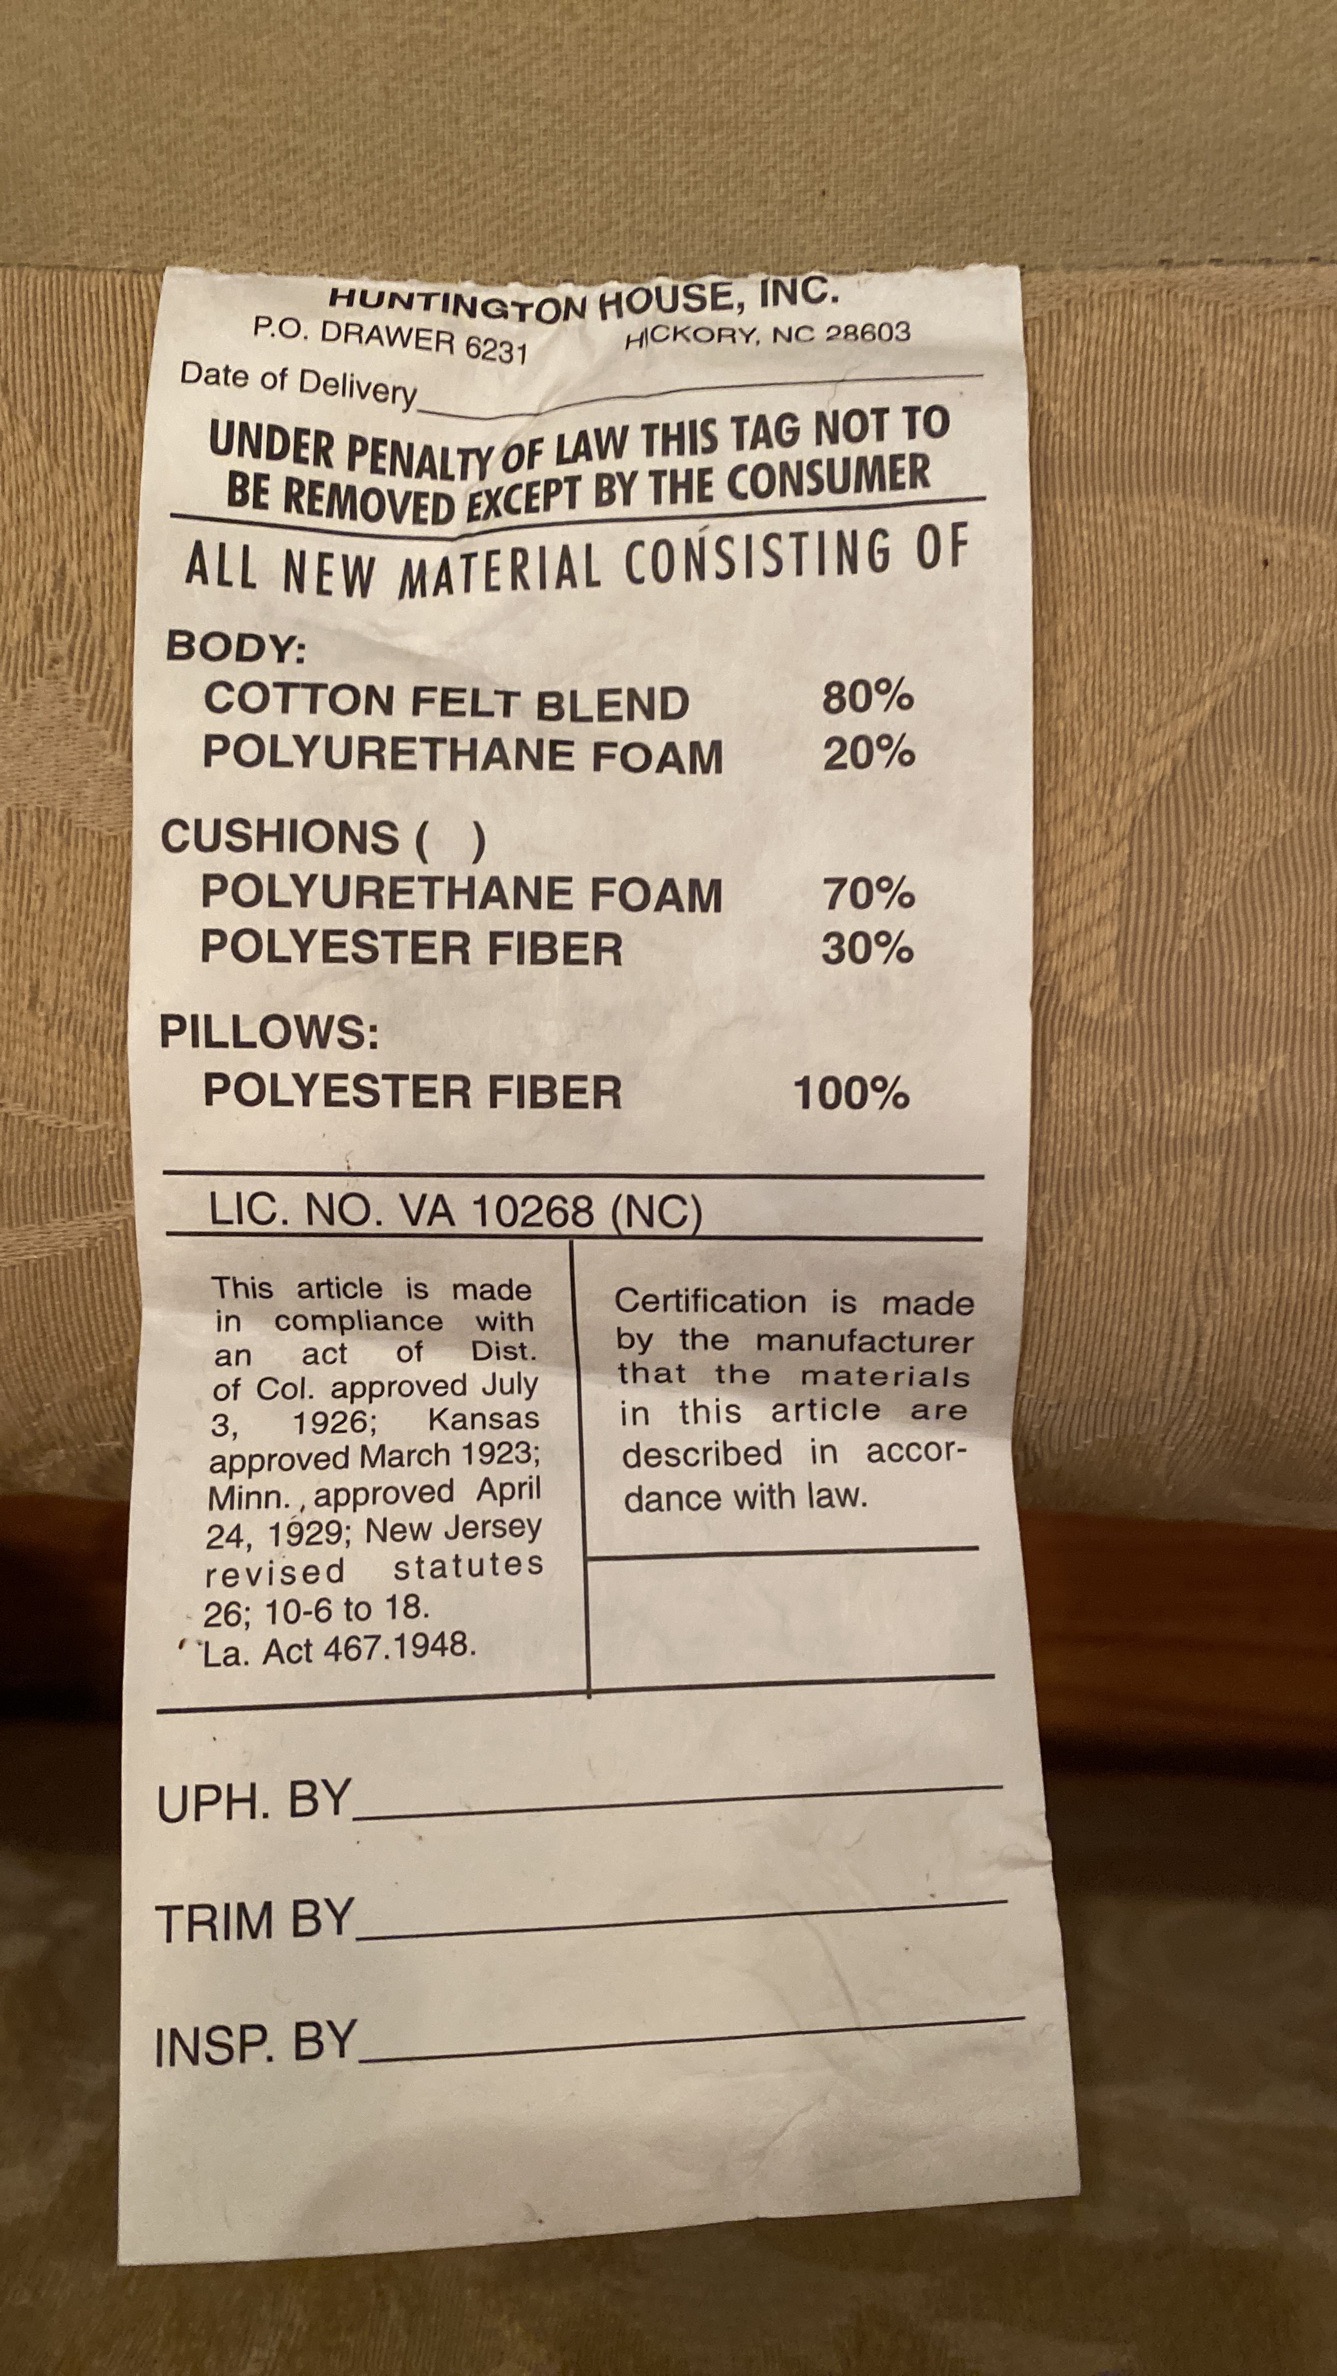 HUNTINGTON HOUSE, INC.
P.O. DRAWER 6231 HICKORY, NC 28603
Date of Delivery
UNDER PENALTY OF LAW THIS TAG NOT TO
BE REMOVED EXCEPT BY THE CONSUMER
ALL NEW MATERIAL CONSISTING OF
BODY:
COTTON FELT BLEND 80%
POLYURETHANE FOAM 20%
CUSHIONS ( )
POLYURETHANE FOAM 70%
POLYESTER FIBER 30%
PILLOWS:
POLYESTER FIBER 100%
LIC. NO. VA 10268 (NC)
This article is made
in compliance with
an act of Dist.
of Col. approved July
3, 1926; Kansas
approved March 1923;
Minn., approved April
24, 1929; New Jersey
revised statutes
26; 10-6 to 18.
La. Act 467.1948.
Certification is made
by the manufacturer
that the materials
in this article are
described in accor-
dance with law.
UPH. BY
TRIM BY
INSP. BY